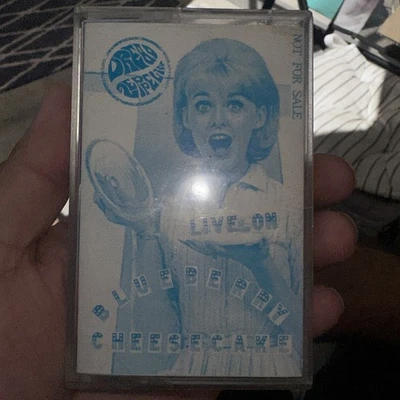 NOT FOR SALE
LIVE ON
BLUEBERRY
CHEESECAKE